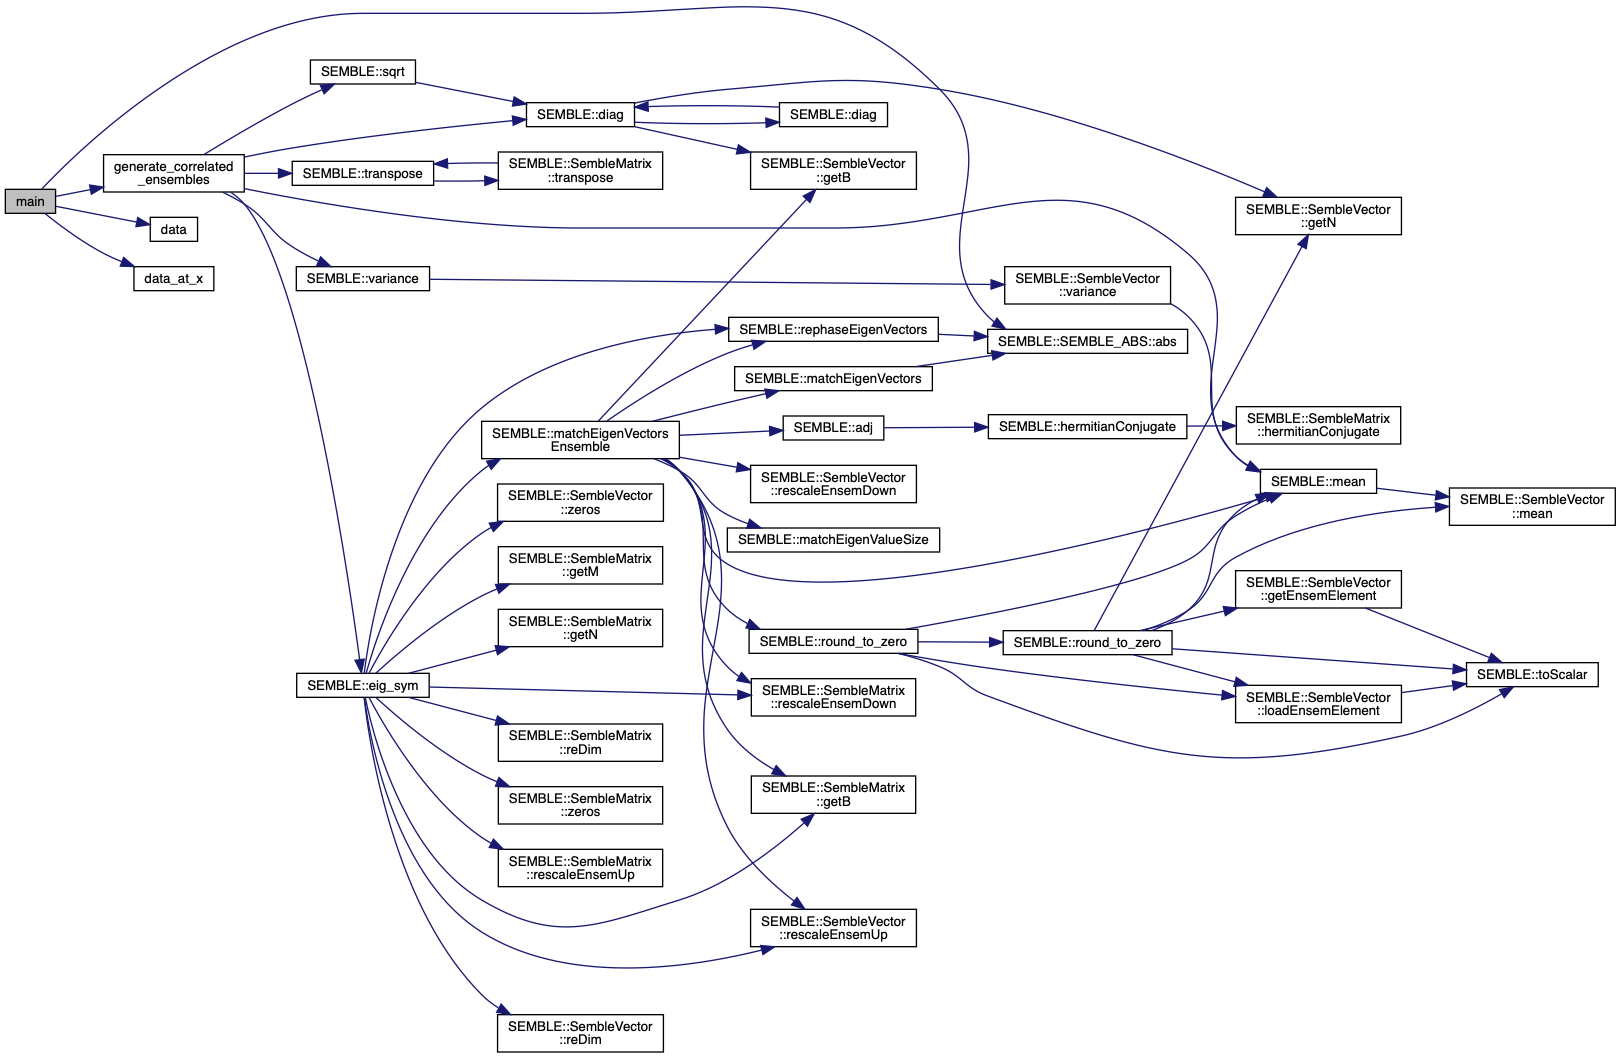 main
generate_correlated
_ensembles
data
data_at_x
SEMBLE::sqrt
SEMBLE::transpose
SEMBLE::variance
SEMBLE::eig_sym
SEMBLE::diag
SEMBLE::SembleMatrix
::transpose
SEMBLE::matchEigenVectors
Ensemble
SEMBLE::SembleVector
::zeros
SEMBLE::SembleMatrix
::getM
SEMBLE::SembleMatrix
::getN
SEMBLE::SembleMatrix
::reDim
SEMBLE::SembleMatrix
::zeros
SEMBLE::SembleMatrix
::rescaleEnsemUp
SEMBLE::SembleVector
::reDim
SEMBLE::diag
SEMBLE::SembleVector
::getB
SEMBLE::rephaseEigenVectors
SEMBLE::matchEigenVectors
SEMBLE::adj
SEMBLE::SembleVector
::rescaleEnsemDown
SEMBLE::matchEigenValueSize
SEMBLE::round_to_zero
SEMBLE::SembleMatrix
::rescaleEnsemDown
SEMBLE::SembleMatrix
::getB
SEMBLE::SembleVector
::rescaleEnsemUp
SEMBLE::SembleVector
::variance
SEMBLE::SEMBLE_ABS::abs
SEMBLE::hermitianConjugate
SEMBLE::round_to_zero
SEMBLE::SembleVector
::getN
SEMBLE::SembleMatrix
::hermitianConjugate
SEMBLE::mean
SEMBLE::SembleVector
::getEnsemElement
SEMBLE::SembleVector
::loadEnsemElement
SEMBLE::SembleVector
::mean
SEMBLE::toScalar